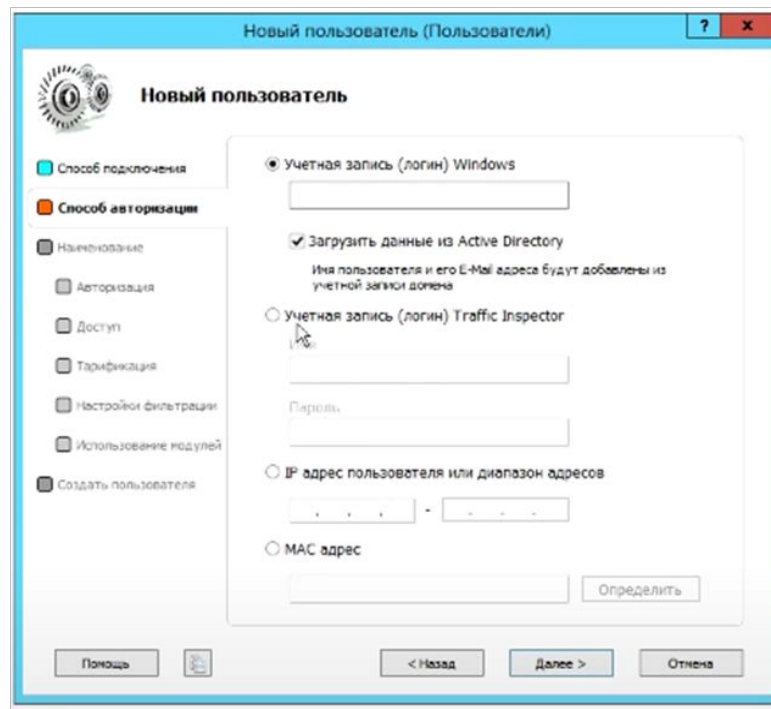 Новый пользователь (Пользователи)
? x
Новый пользователь
Способ подключения
Способ авторизации
Наименование
Авторизация
Доступ
Тарификация
Настройки фильтрации
Использование модулей
Создать пользователя
Учетная запись (логин) Windows
Загрузить данные из Active Directory
Имя пользователя и его E-Mail адреса будут добавлены из
учетной записи домена
Учетная запись (логин) Traffic Inspector
Пароль
IP адрес пользователя или диапазон адресов
. . . - . . .
MAC адрес
Определить
Помощь
< Назад
Далее >
Отмена